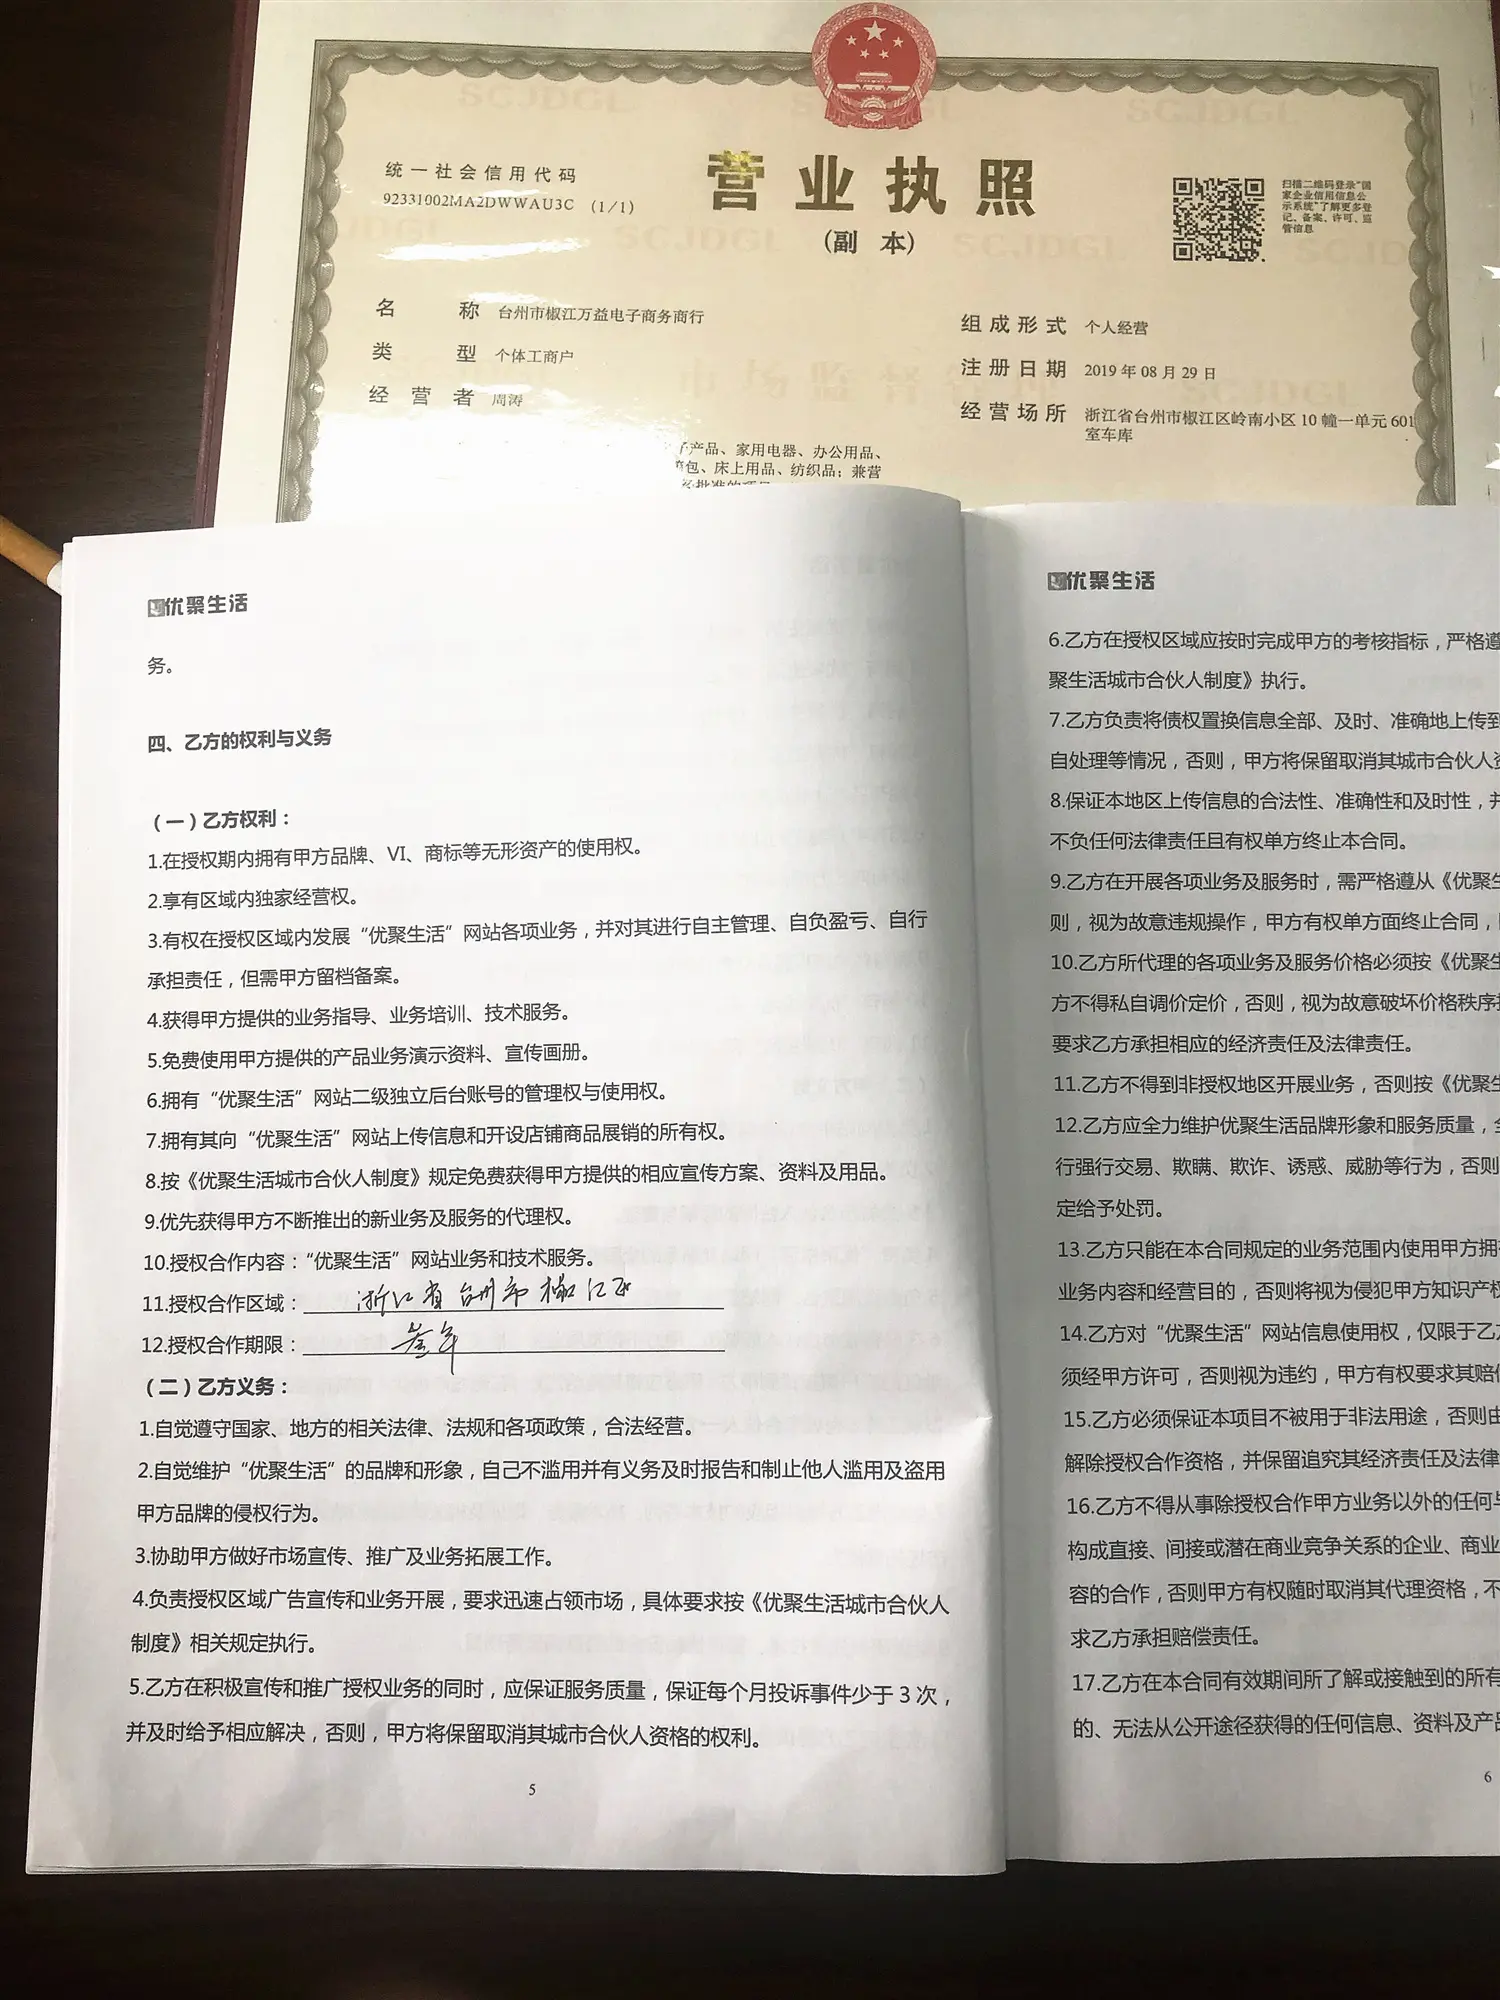 统一社会信用代码
92331002MA2DWWAU3C (1/1)
营业执照
(副 本)
扫描二维码登录“国
家企业信用信息公
示系统”了解更多登
记、备案、许可、监
管信息
名 称 台州市椒江万益电子商务商行
类 型 个体工商户
经 营 者 周涛
组成形式 个人经营
注册日期 2019年08月29日
经营场所 浙江省台州市椒江区岭南小区10幢一单元601
室车库
产品、家用电器、办公用品、
包、床上用品、纺织品；兼营
优聚生活
务。
四、乙方的权利与义务
（一）乙方权利：
1.在授权期内拥有甲方品牌、VI、商标等无形资产的使用权。
2.享有区域内独家经营权。
3.有权在授权区域内发展“优聚生活”网站各项业务，并对其进行自主管理、自负盈亏、自行
承担责任，但需甲方留档备案。
4.获得甲方提供的业务指导、业务培训、技术服务。
5.免费使用甲方提供的产品业务演示资料、宣传画册。
6.拥有“优聚生活”网站二级独立后台账号的管理权与使用权。
7.拥有其向“优聚生活”网站上传信息和开设店铺商品展销的所有权。
8.按《优聚生活城市合伙人制度》规定免费获得甲方提供的相应宣传方案、资料及用品。
9.优先获得甲方不断推出的新业务及服务的代理权。
10.授权合作内容：“优聚生活”网站业务和技术服务。
11.授权合作区域：浙江省台州市椒江区
12.授权合作期限：叁年
（二）乙方义务：
1.自觉遵守国家、地方的相关法律、法规和各项政策，合法经营。
2.自觉维护“优聚生活”的品牌和形象，自己不滥用并有义务及时报告和制止他人滥用及盗用
甲方品牌的侵权行为。
3.协助甲方做好市场宣传、推广及业务拓展工作。
4.负责授权区域广告宣传和业务开展，要求迅速占领市场，具体要求按《优聚生活城市合伙人
制度》相关规定执行。
5.乙方在积极宣传和推广授权业务的同时，应保证服务质量，保证每个月投诉事件少于3次，
并及时给予相应解决，否则，甲方将保留取消其城市合伙人资格的权利。
5
优聚生活
6.乙方在授权区域应按时完成甲方的考核指标，严格遵
聚生活城市合伙人制度》执行。
7.乙方负责将债权置换信息全部、及时、准确地上传到
自处理等情况，否则，甲方将保留取消其城市合伙人资
8.保证本地区上传信息的合法性、准确性和及时性，并
不负任何法律责任且有权单方终止本合同。
9.乙方在开展各项业务及服务时，需严格遵从《优聚生
则，视为故意违规操作，甲方有权单方面终止合同，
10.乙方所代理的各项业务及服务价格必须按《优聚生
方不得私自调价定价，否则，视为故意破坏价格秩序
要求乙方承担相应的经济责任及法律责任。
11.乙方不得到非授权地区开展业务，否则按《优聚生
12.乙方应全力维护优聚生活品牌形象和服务质量，
行强行交易、欺瞒、欺诈、诱惑、威胁等行为，否则
定给予处罚。
13.乙方只能在本合同规定的业务范围内使用甲方拥有
业务内容和经营目的，否则将视为侵犯甲方知识产权
14.乙方对“优聚生活”网站信息使用权，仅限于乙方
须经甲方许可，否则视为违约，甲方有权要求其赔偿
15.乙方必须保证本项目不被用于非法用途，否则由
解除授权合作资格，并保留追究其经济责任及法律
16.乙方不得从事除授权合作甲方业务以外的任何与
构成直接、间接或潜在商业竞争关系的企业、商业
容的合作，否则甲方有权随时取消其代理资格，不
求乙方承担赔偿责任。
17.乙方在本合同有效期间所了解或接触到的所有
的、无法从公开途径获得的任何信息、资料及产品
6